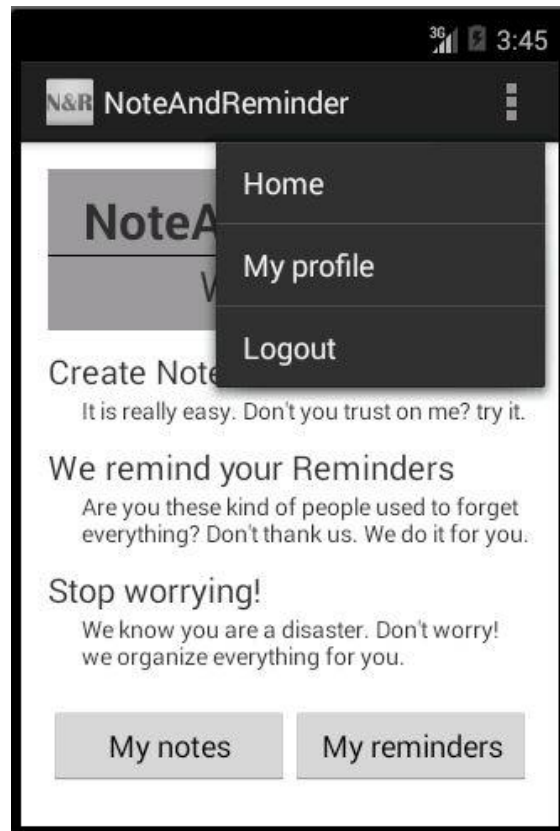 3G 3:45
N&R NoteAndReminder
Home
My profile
Logout
NoteA
Create Note
It is really easy. Don't you trust on me? try it.
We remind your Reminders
Are you these kind of people used to forget
everything? Don't thank us. We do it for you.
Stop worrying!
We know you are a disaster. Don't worry!
we organize everything for you.
My notes My reminders